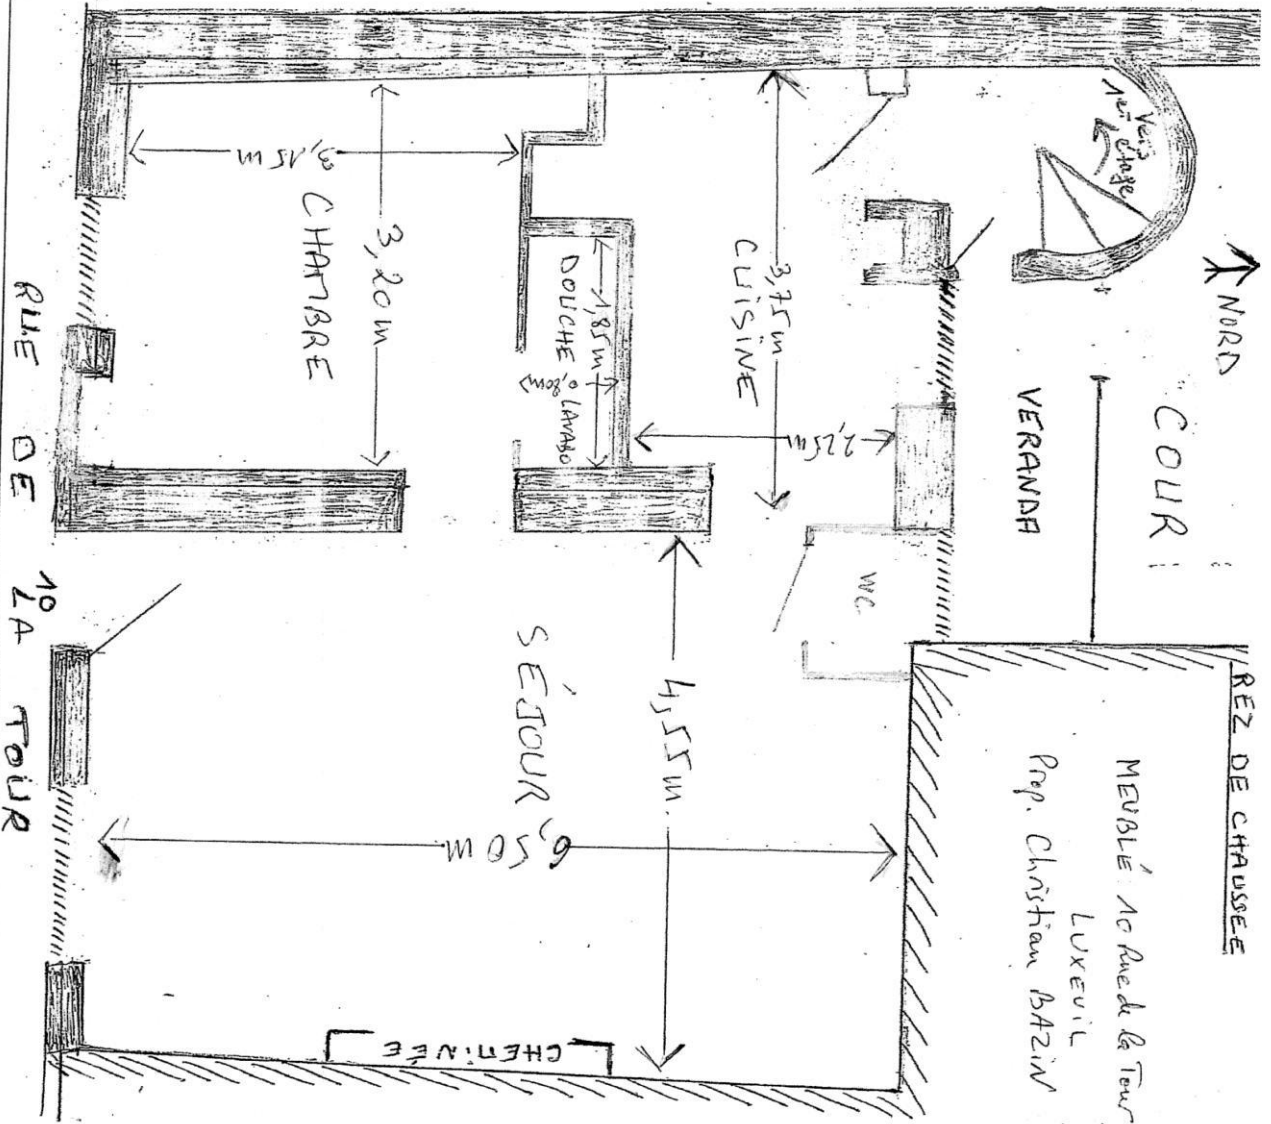 REZ DE CHAUSSEE
MEUBLÉ 10 Rue de la Tour
LUXEUIL
Prop. Christian BAZIN
COUR
NORD
VERANDA
Vers
1er étage
WC
CUISINE
3,75 m
2,25 m
DOUCHE LAVABO
1,85 m
0,80 m
CHAMBRE
3,20 m
3,15 m
SÉJOUR
4,55 m
6,50 m
CHEMINÉE
10
RUE DE LA TOUR